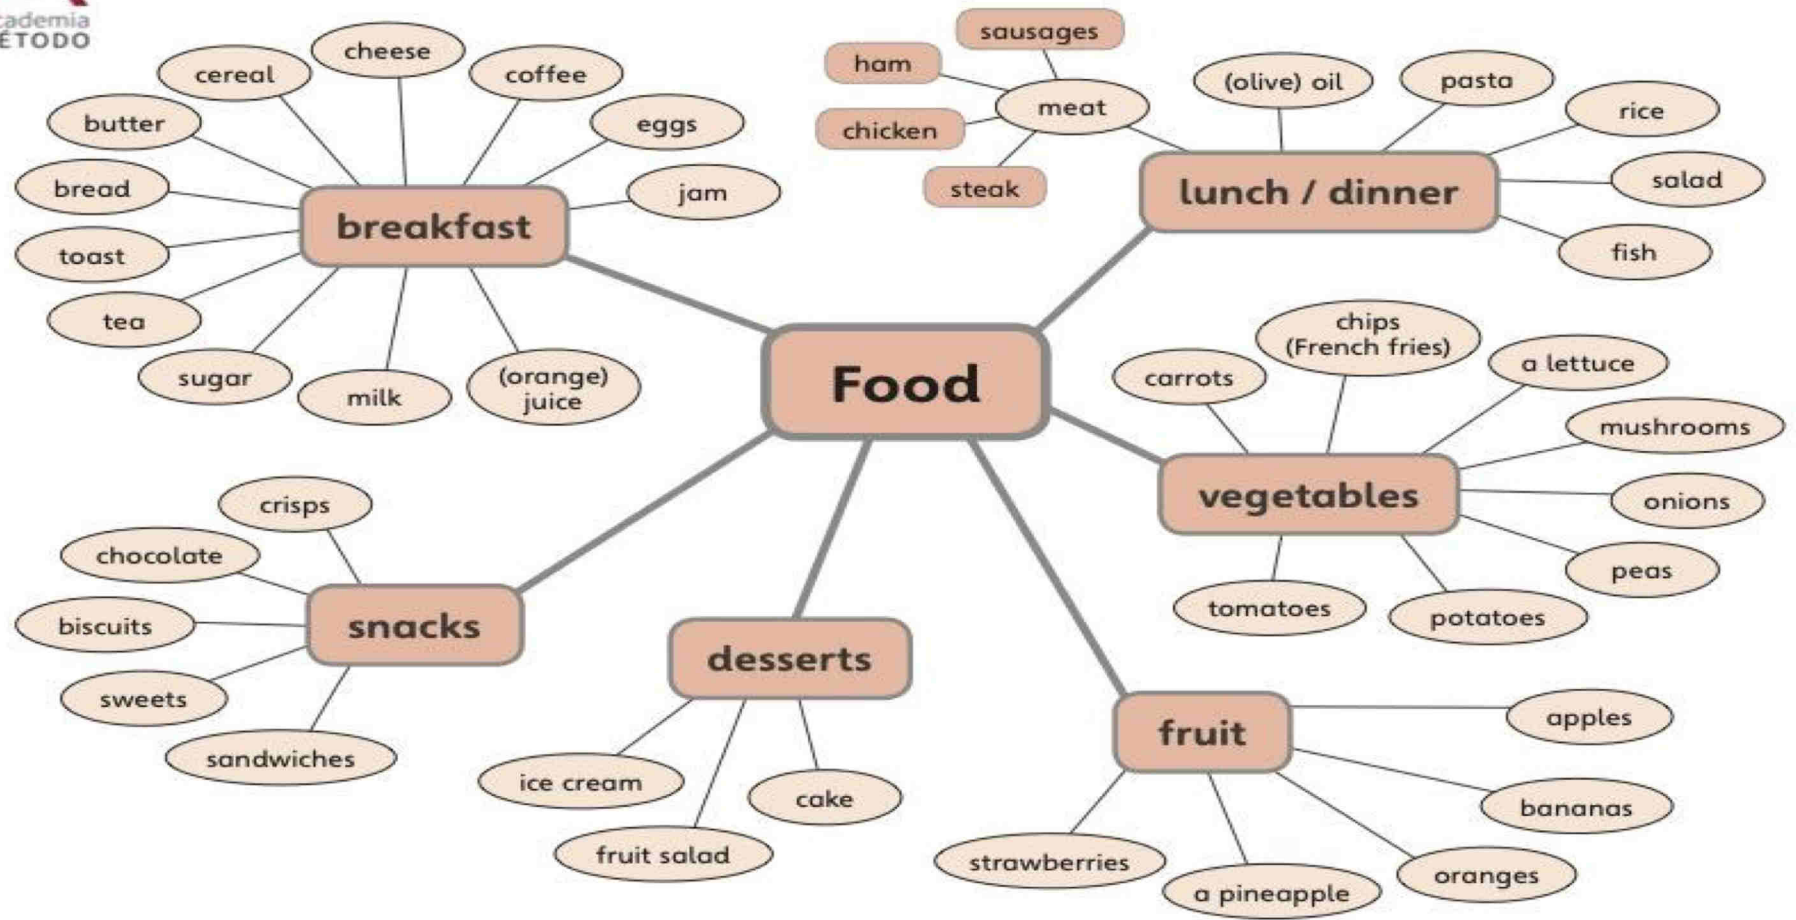 cademia
ÉTODO
breakfast
cheese
cereal
coffee
butter
eggs
bread
jam
toast
tea
sugar
milk
(orange)
juice
lunch / dinner
meat
sausages
ham
chicken
steak
(olive) oil
pasta
rice
salad
fish
Food
vegetables
carrots
chips
(French fries)
a lettuce
mushrooms
onions
peas
potatoes
tomatoes
snacks
crisps
chocolate
biscuits
sweets
sandwiches
desserts
ice cream
fruit salad
cake
fruit
apples
bananas
oranges
a pineapple
strawberries